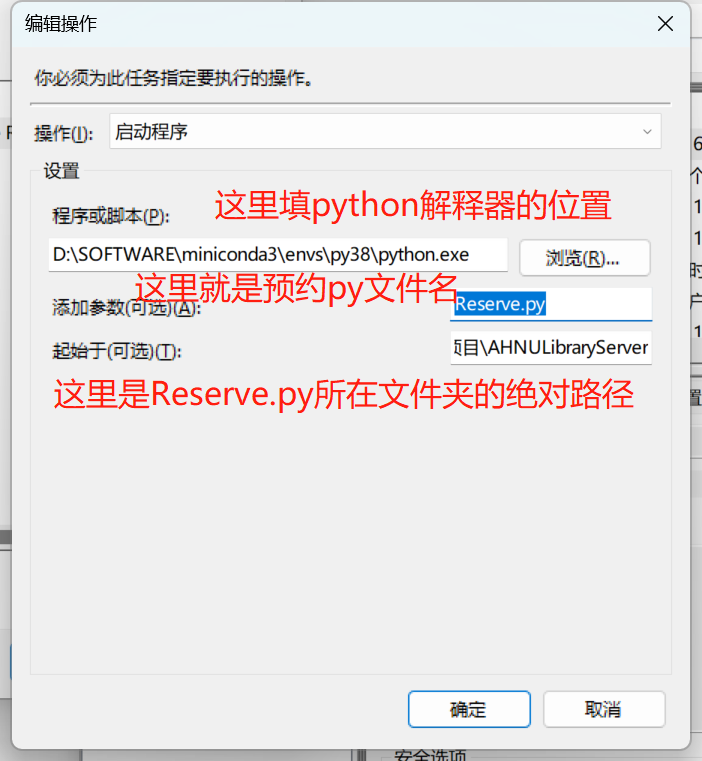 编辑操作
你必须为此任务指定要执行的操作。
操作(I):
启动程序
设置
这里填python解释器的位置
程序或脚本(P):
D:\SOFTWARE\miniconda3\envs\py38\python.exe
浏览(R)...
这里就是预约py文件名
添加参数(可选)(A):
Reserve.py
起始于(可选)(T):
项目\AHNULibraryServer
这里是Reserve.py所在文件夹的绝对路径
确定
取消
安全选项